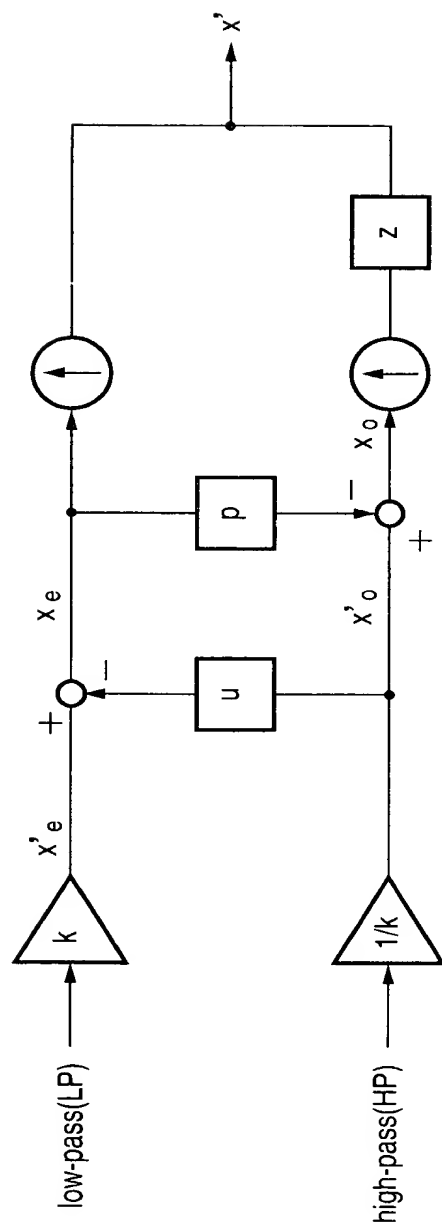 low-pass(LP)
k
x'e
+
−
xe
x'
u
p
high-pass(HP)
1/k
x'o
+
−
xo
z